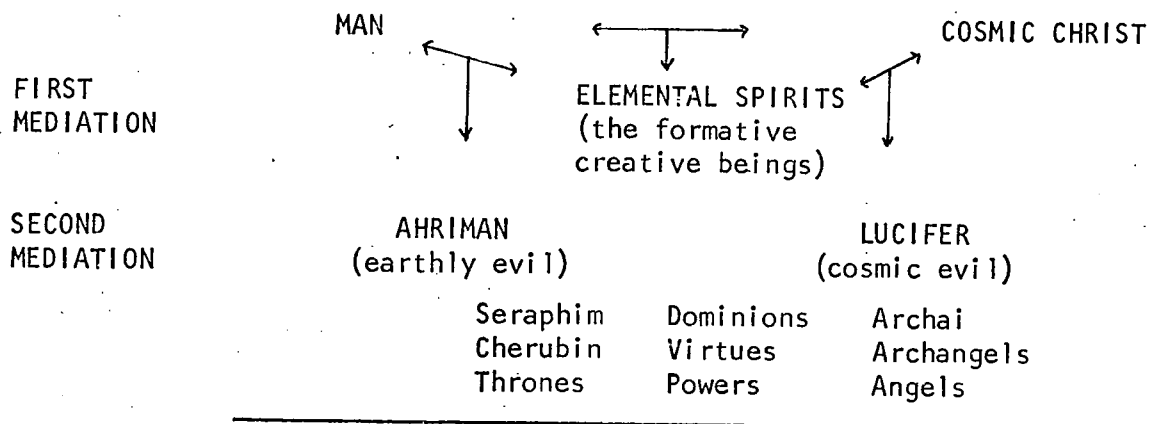 MAN
COSMIC CHRIST
FIRST
MEDIATION
ELEMENTAL SPIRITS
(the formative
creative beings)
SECOND
MEDIATION
AHRIMAN
(earthly evil)
LUCIFER
(cosmic evil)
Seraphim Dominions Archai
Cherubin Virtues Archangels
Thrones Powers Angels